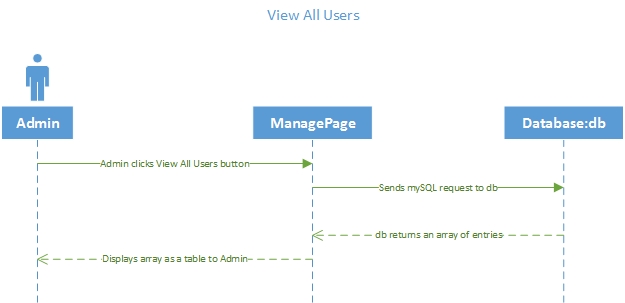 View All Users
Admin
ManagePage
Database:db
Admin clicks View All Users button
Sends mySQL request to db
db returns an array of entries
Displays array as a table to Admin